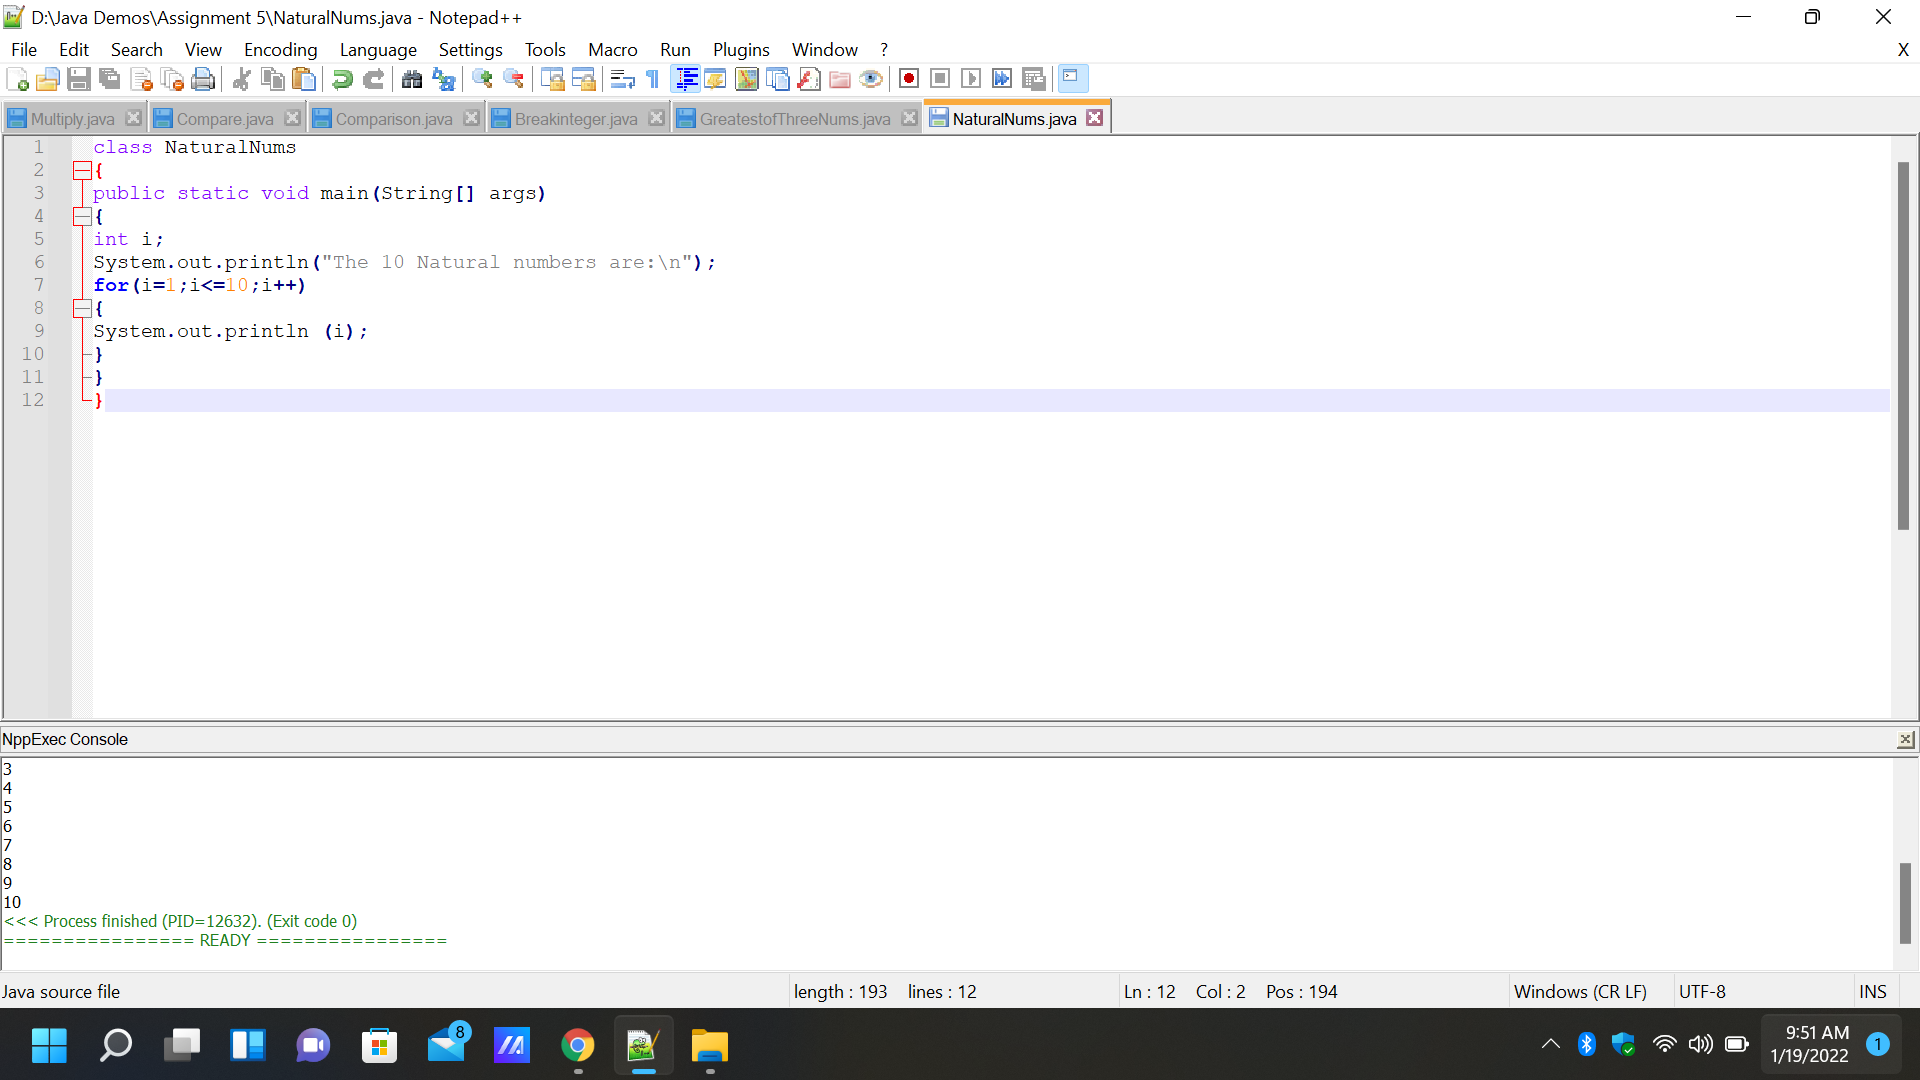 D:\Java Demos\Assignment 5\NaturalNums.java - Notepad++
File Edit Search View Encoding Language Settings Tools Macro Run Plugins Window ? X
Multiply.java Compare.java Comparison.java Breakinteger.java GreatestofThreeNums.java NaturalNums.java
1 class NaturalNums
2 {
3 public static void main(String[] args)
4 {
5 int i;
6 System.out.println("The 10 Natural numbers are:\n");
7 for(i=1;i<=10;i++)
8 {
9 System.out.println (i);
10 }
11 }
12 }
NppExec Console
3
4
5
6
7
8
9
10
<<< Process finished (PID=12632). (Exit code 0)
================ READY ================
Java source file length : 193 lines : 12 Ln : 12 Col : 2 Pos : 194 Windows (CR LF) UTF-8 INS
8
9:51 AM
1/19/2022
1